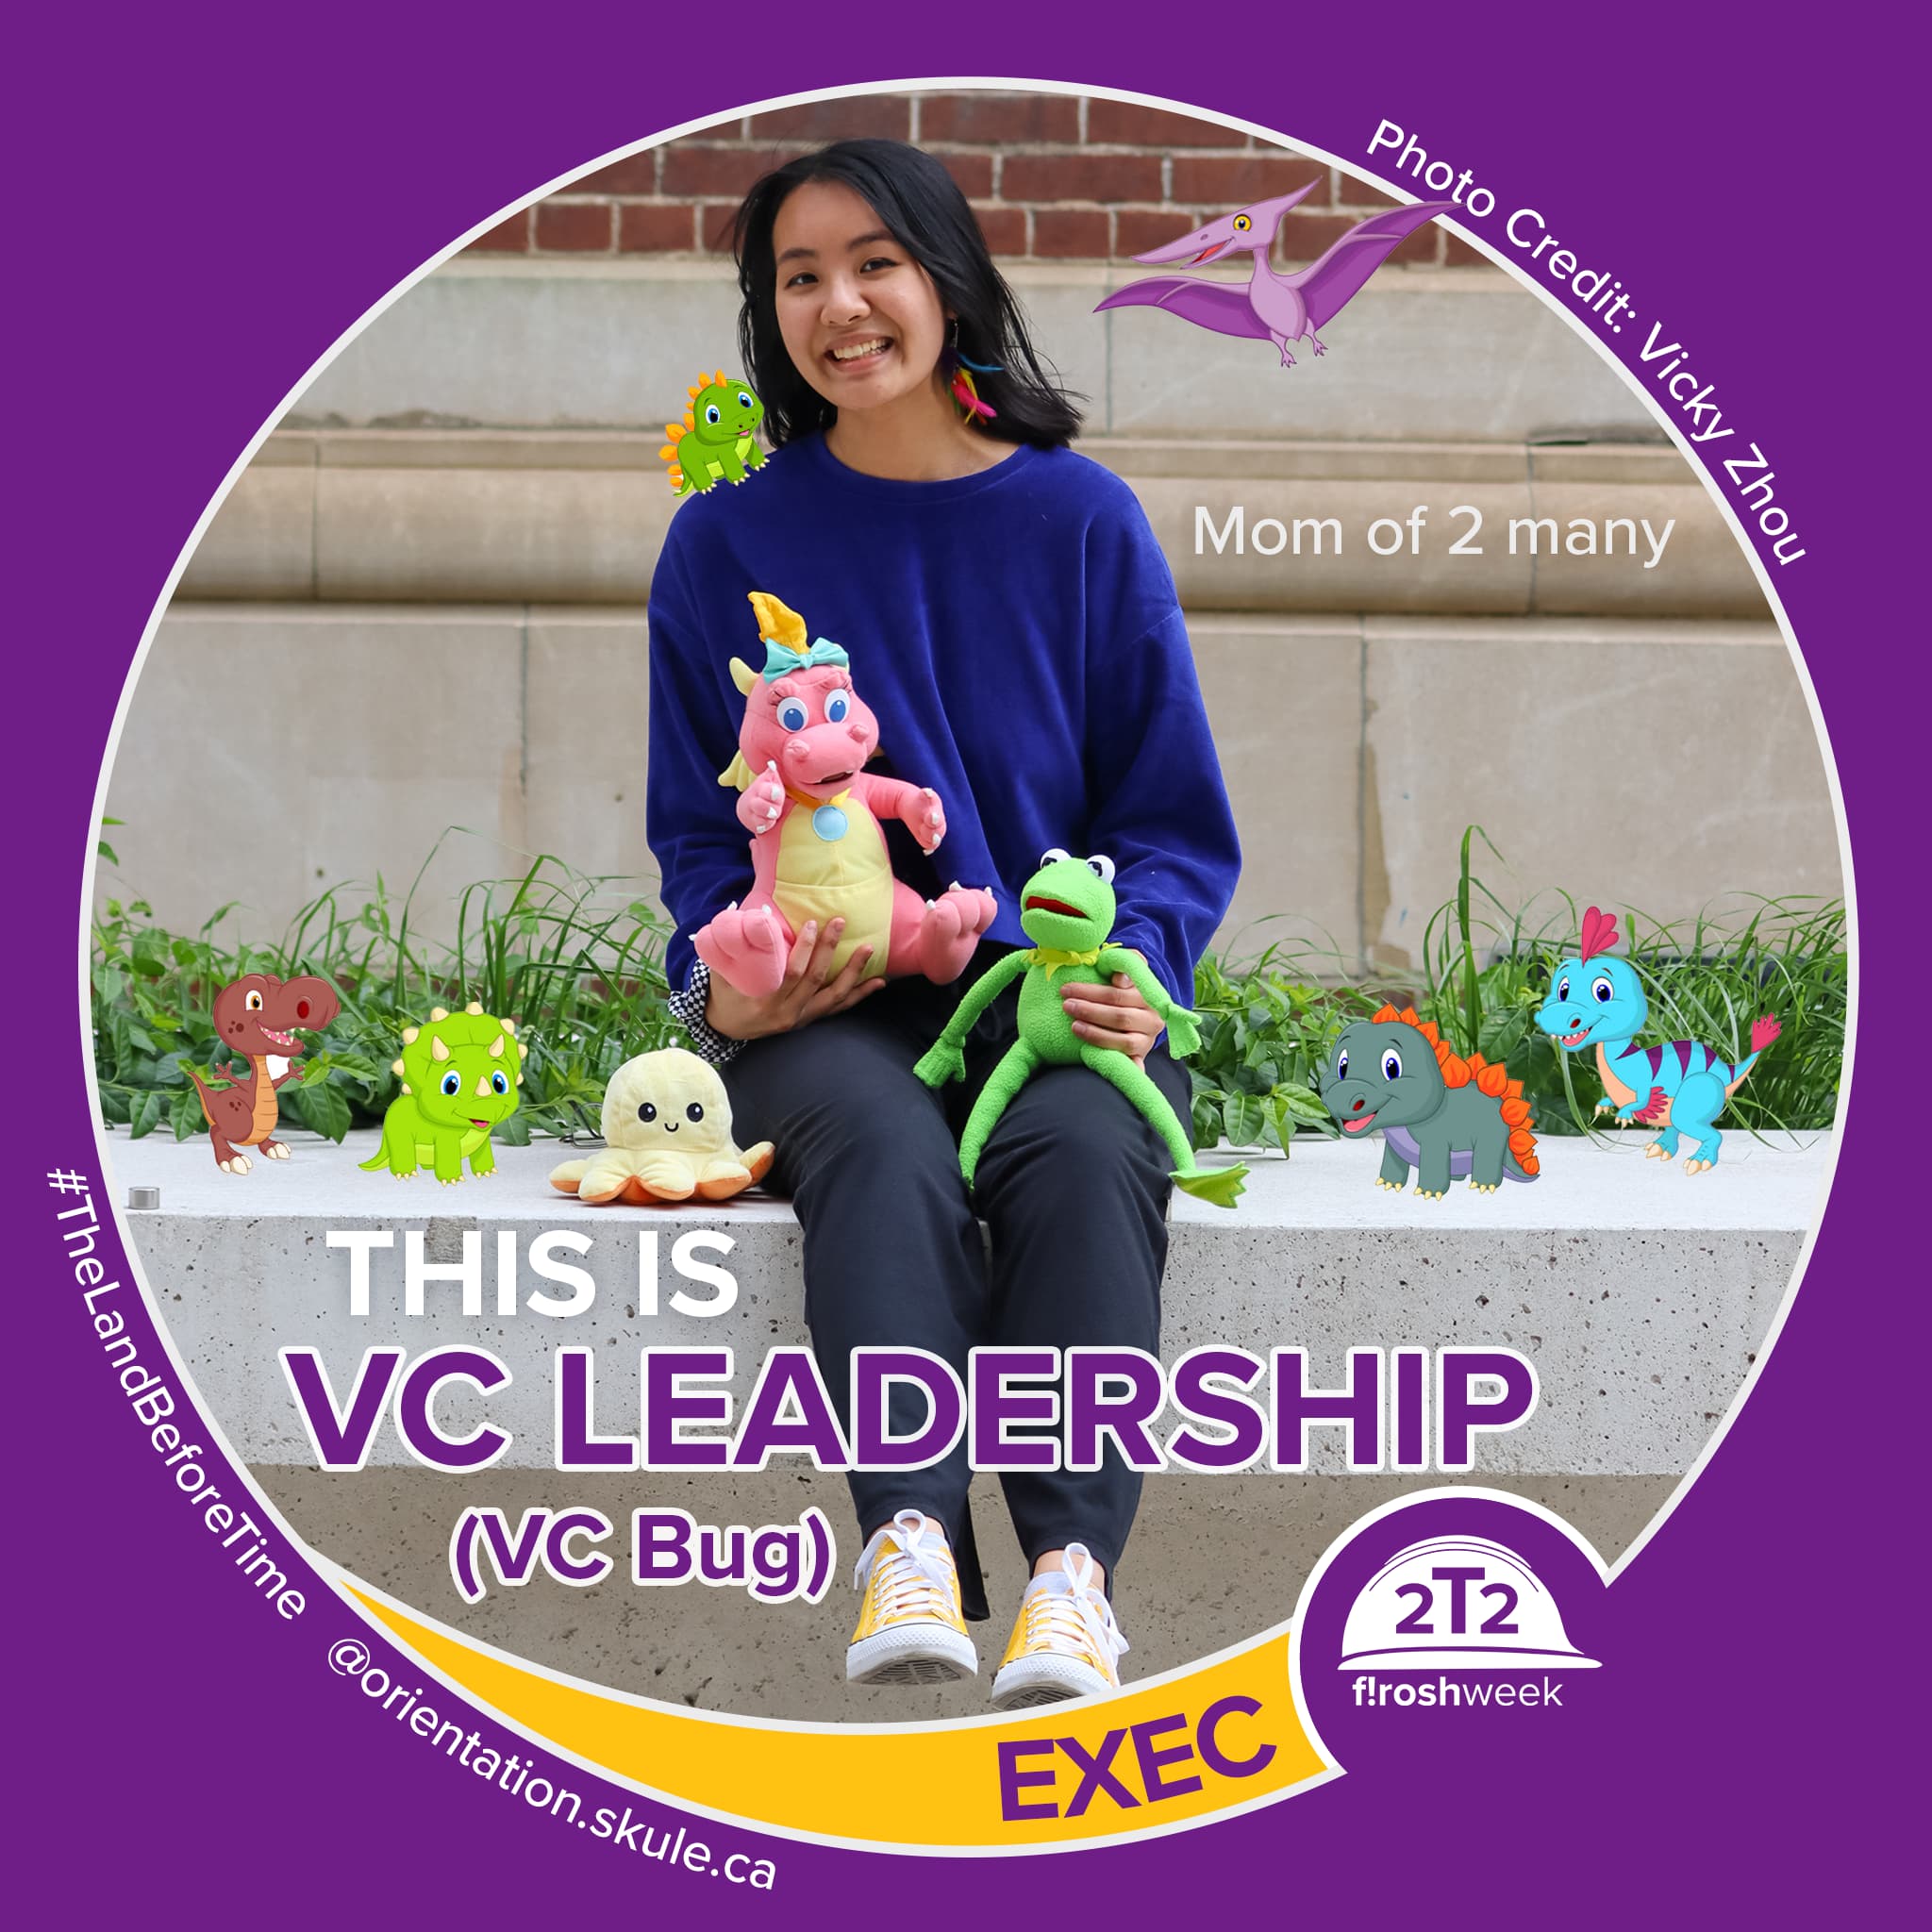 Photo Credit: Vicky Zhou
Mom of 2 many
THIS IS
VC LEADERSHIP
(VC Bug)
#TheLandBeforeTime
@orientation.skule.ca
EXEC
2T2
f!roshweek